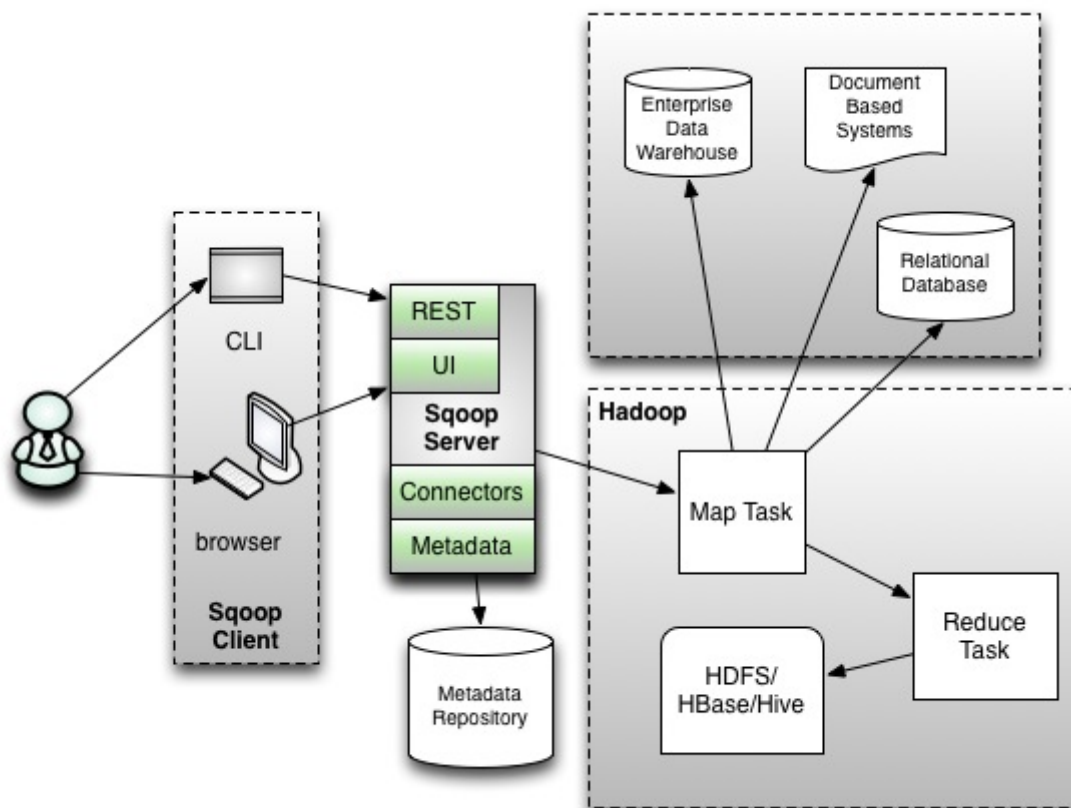 Enterprise
Data
Warehouse
Document
Based
Systems
Relational
Database
CLI
browser
Sqoop
Client
REST
UI
Sqoop
Server
Connectors
Metadata
Metadata
Repository
Hadoop
Map Task
Reduce
Task
HDFS/
HBase/Hive